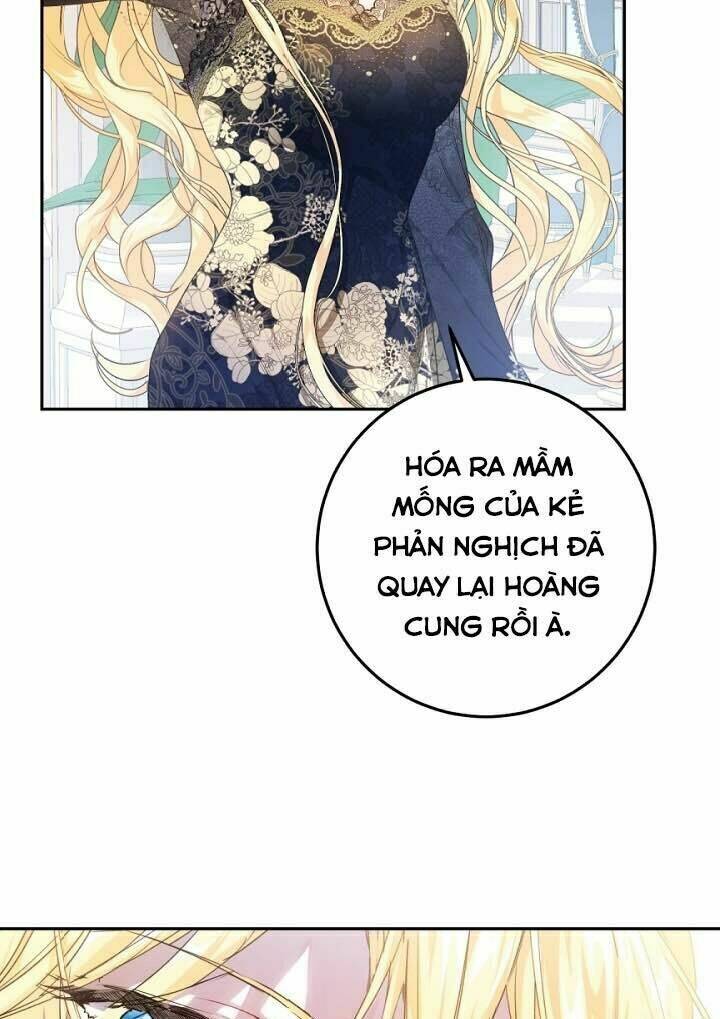 HÓA RA MẦM
MỐNG CỦA KẺ
PHẢN NGHỊCH ĐÃ
QUAY LẠI HOÀNG
CUNG RỒI À.